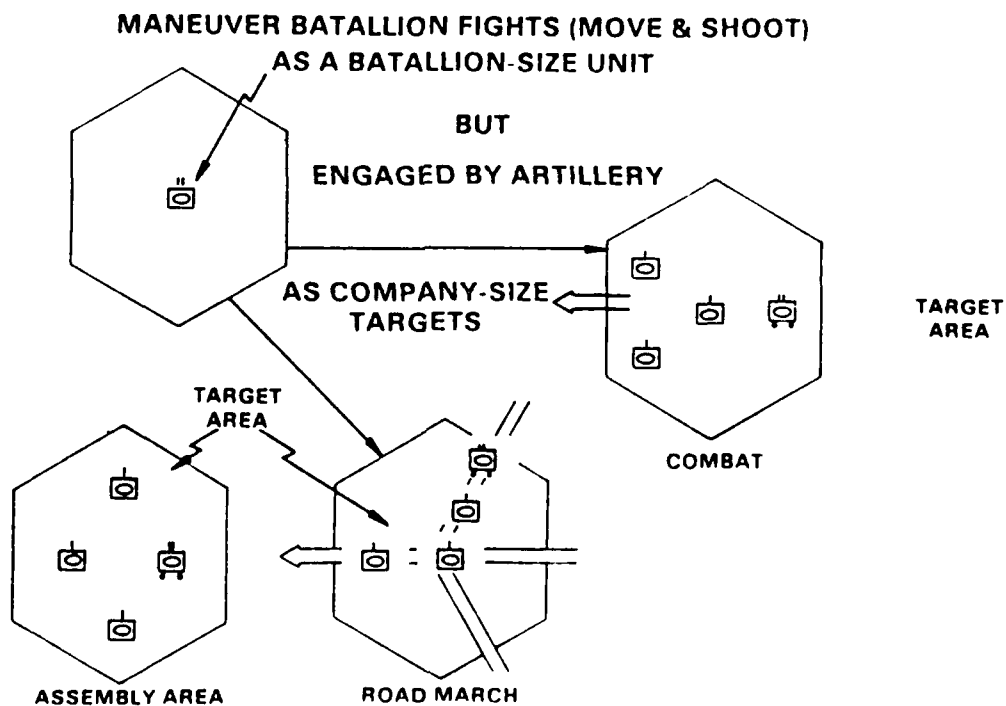 MANEUVER BATALLION FIGHTS (MOVE & SHOOT)
AS A BATALLION-SIZE UNIT
BUT
ENGAGED BY ARTILLERY
AS COMPANY-SIZE
TARGETS
TARGET
AREA
COMBAT
TARGET
AREA
ASSEMBLY AREA
ROAD MARCH